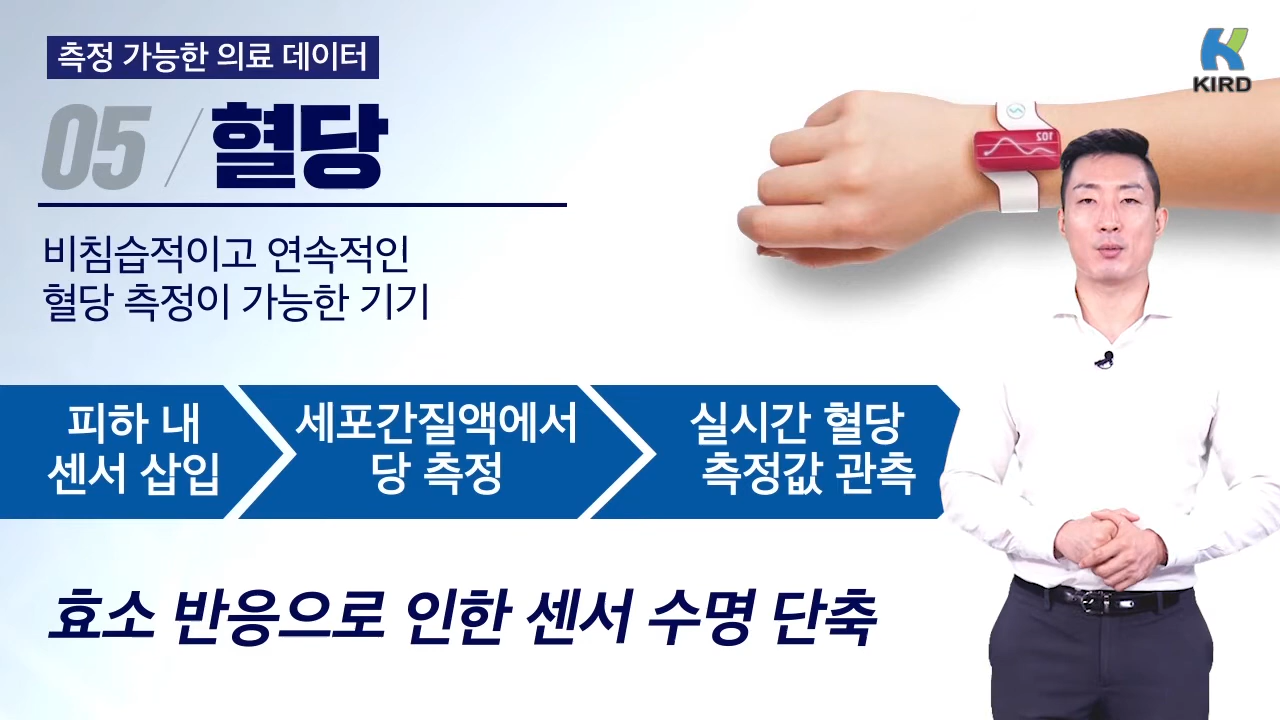 측정 가능한 의료 데이터
KIRD
05 / 혈당
102
비침습적이고 연속적인
혈당 측정이 가능한 기기
피하 내
센서 삽입
세포간질액에서
당 측정
실시간 혈당
측정값 관측
효소 반응으로 인한 센서 수명 단축